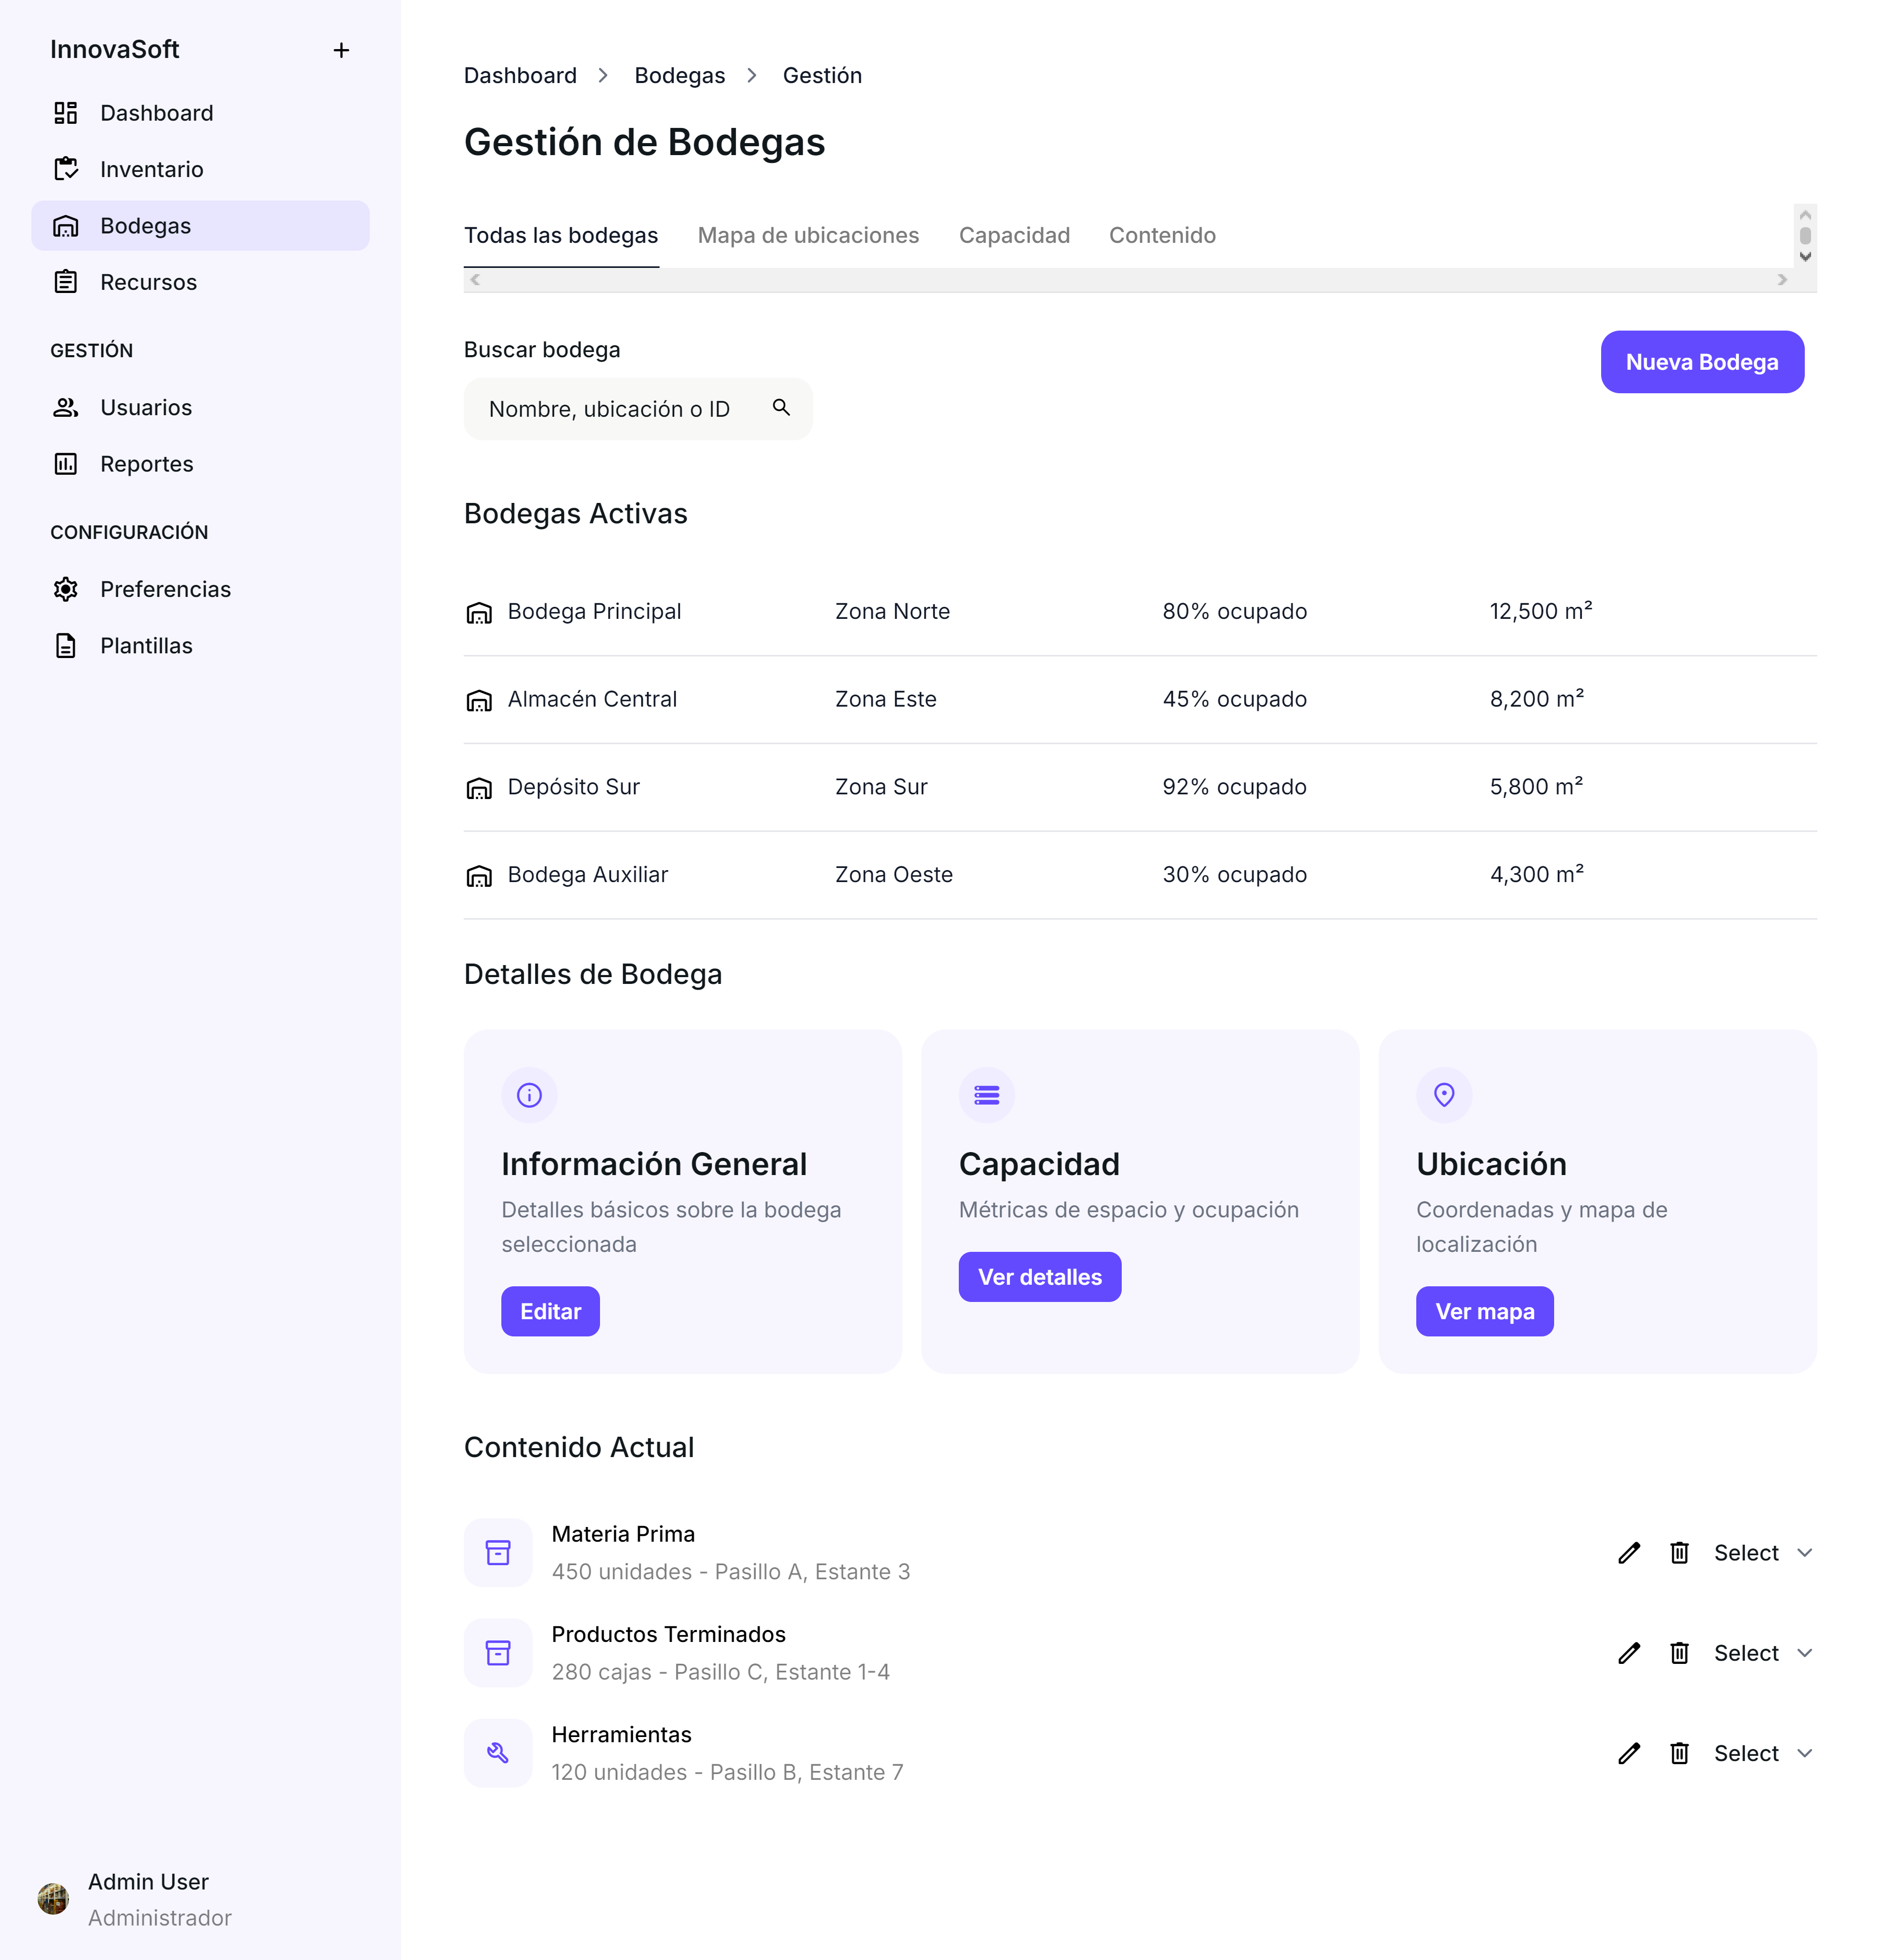 InnovaSoft
Dashboard
Inventario
Bodegas
Recursos
GESTIÓN
Usuarios
Reportes
CONFIGURACIÓN
Preferencias
Plantillas
Admin User
Administrador
Dashboard > Bodegas > Gestión
Gestión de Bodegas
Todas las bodegas Mapa de ubicaciones Capacidad Contenido
Buscar bodega
Nombre, ubicación o ID
Nueva Bodega
Bodegas Activas
Bodega Principal Zona Norte 80% ocupado 12,500 m²
Almacén Central Zona Este 45% ocupado 8,200 m²
Depósito Sur Zona Sur 92% ocupado 5,800 m²
Bodega Auxiliar Zona Oeste 30% ocupado 4,300 m²
Detalles de Bodega
Información General
Detalles básicos sobre la bodega
seleccionada
Editar
Capacidad
Métricas de espacio y ocupación
Ver detalles
Ubicación
Coordenadas y mapa de
localización
Ver mapa
Contenido Actual
Materia Prima
450 unidades - Pasillo A, Estante 3
Select
Productos Terminados
280 cajas - Pasillo C, Estante 1-4
Select
Herramientas
120 unidades - Pasillo B, Estante 7
Select